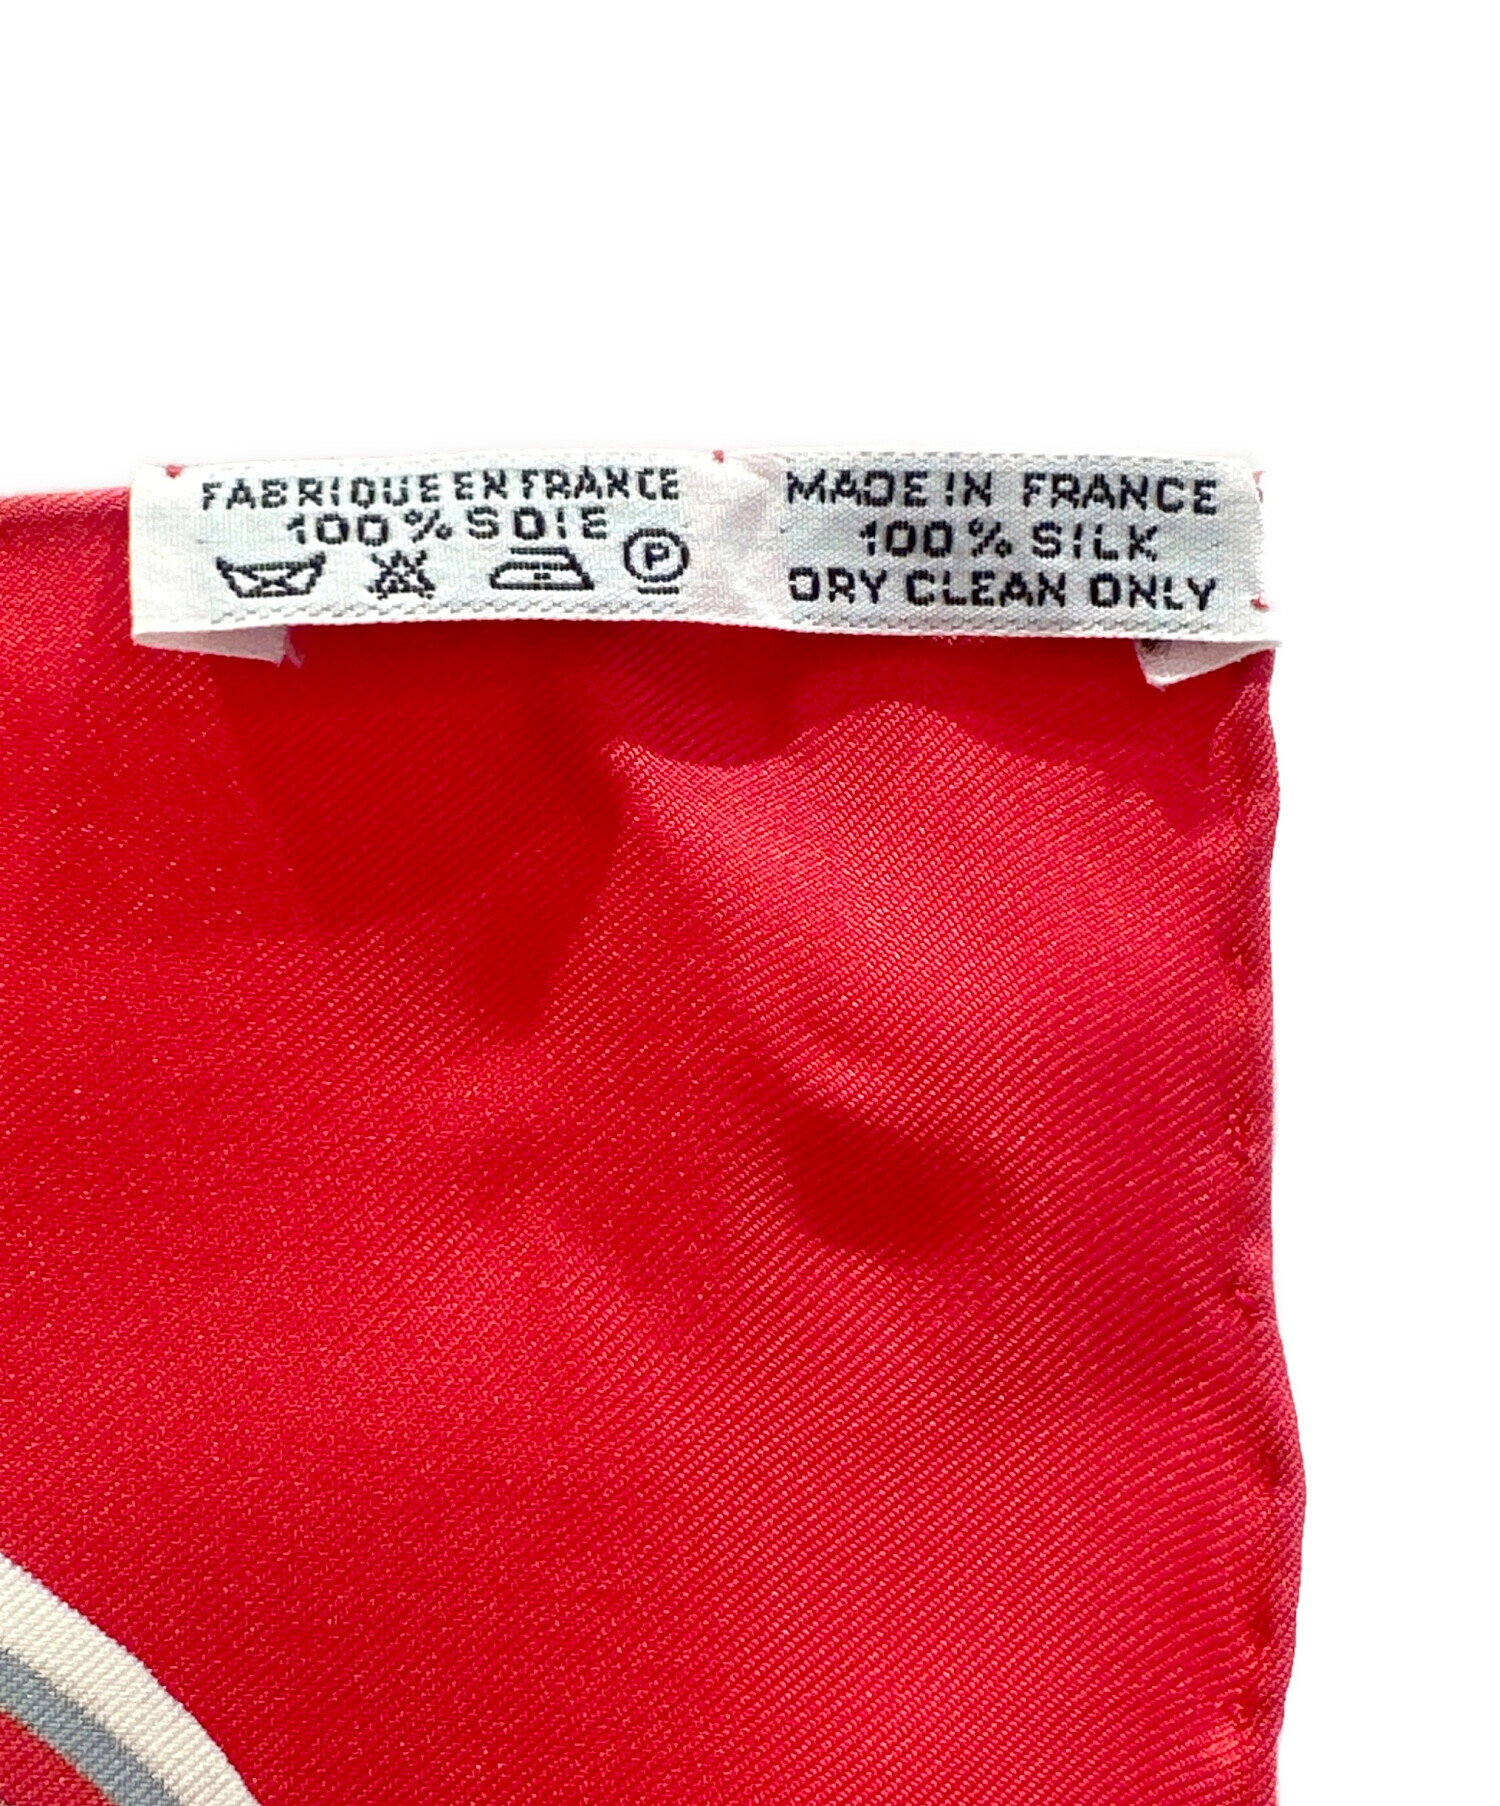 FABRIQUE EN FRANCE
100% SOIE
P
MADE IN FRANCE
100% SILK
DRY CLEAN ONLY